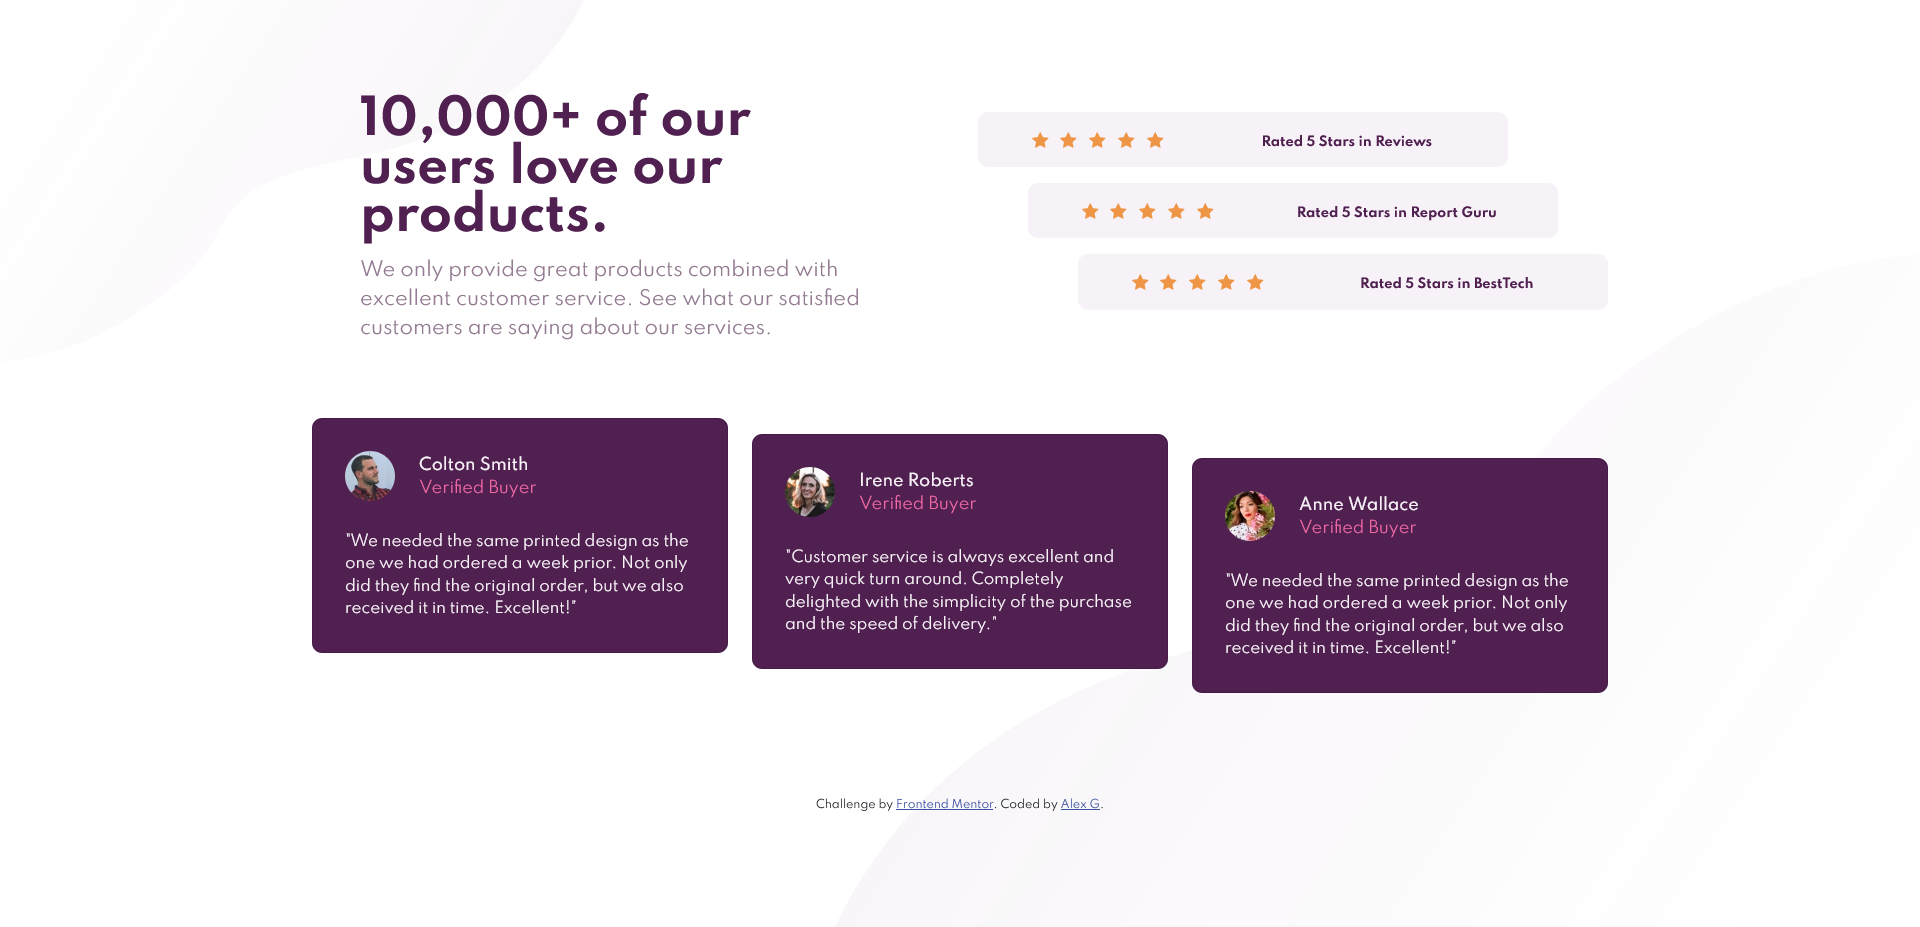 10,000+ of our
users love our
products.
We only provide great products combined with
excellent customer service. See what our satisfied
customers are saying about our services.
Rated 5 Stars in Reviews
Rated 5 Stars in Report Guru
Rated 5 Stars in BestTech
Colton Smith
Verified Buyer
"We needed the same printed design as the
one we had ordered a week prior. Not only
did they find the original order, but we also
received it in time. Excellent!"
Irene Roberts
Verified Buyer
"Customer service is always excellent and
very quick turn around. Completely
delighted with the simplicity of the purchase
and the speed of delivery."
Anne Wallace
Verified Buyer
"We needed the same printed design as the
one we had ordered a week prior. Not only
did they find the original order, but we also
received it in time. Excellent!"
Challenge by Frontend Mentor. Coded by Alex G.